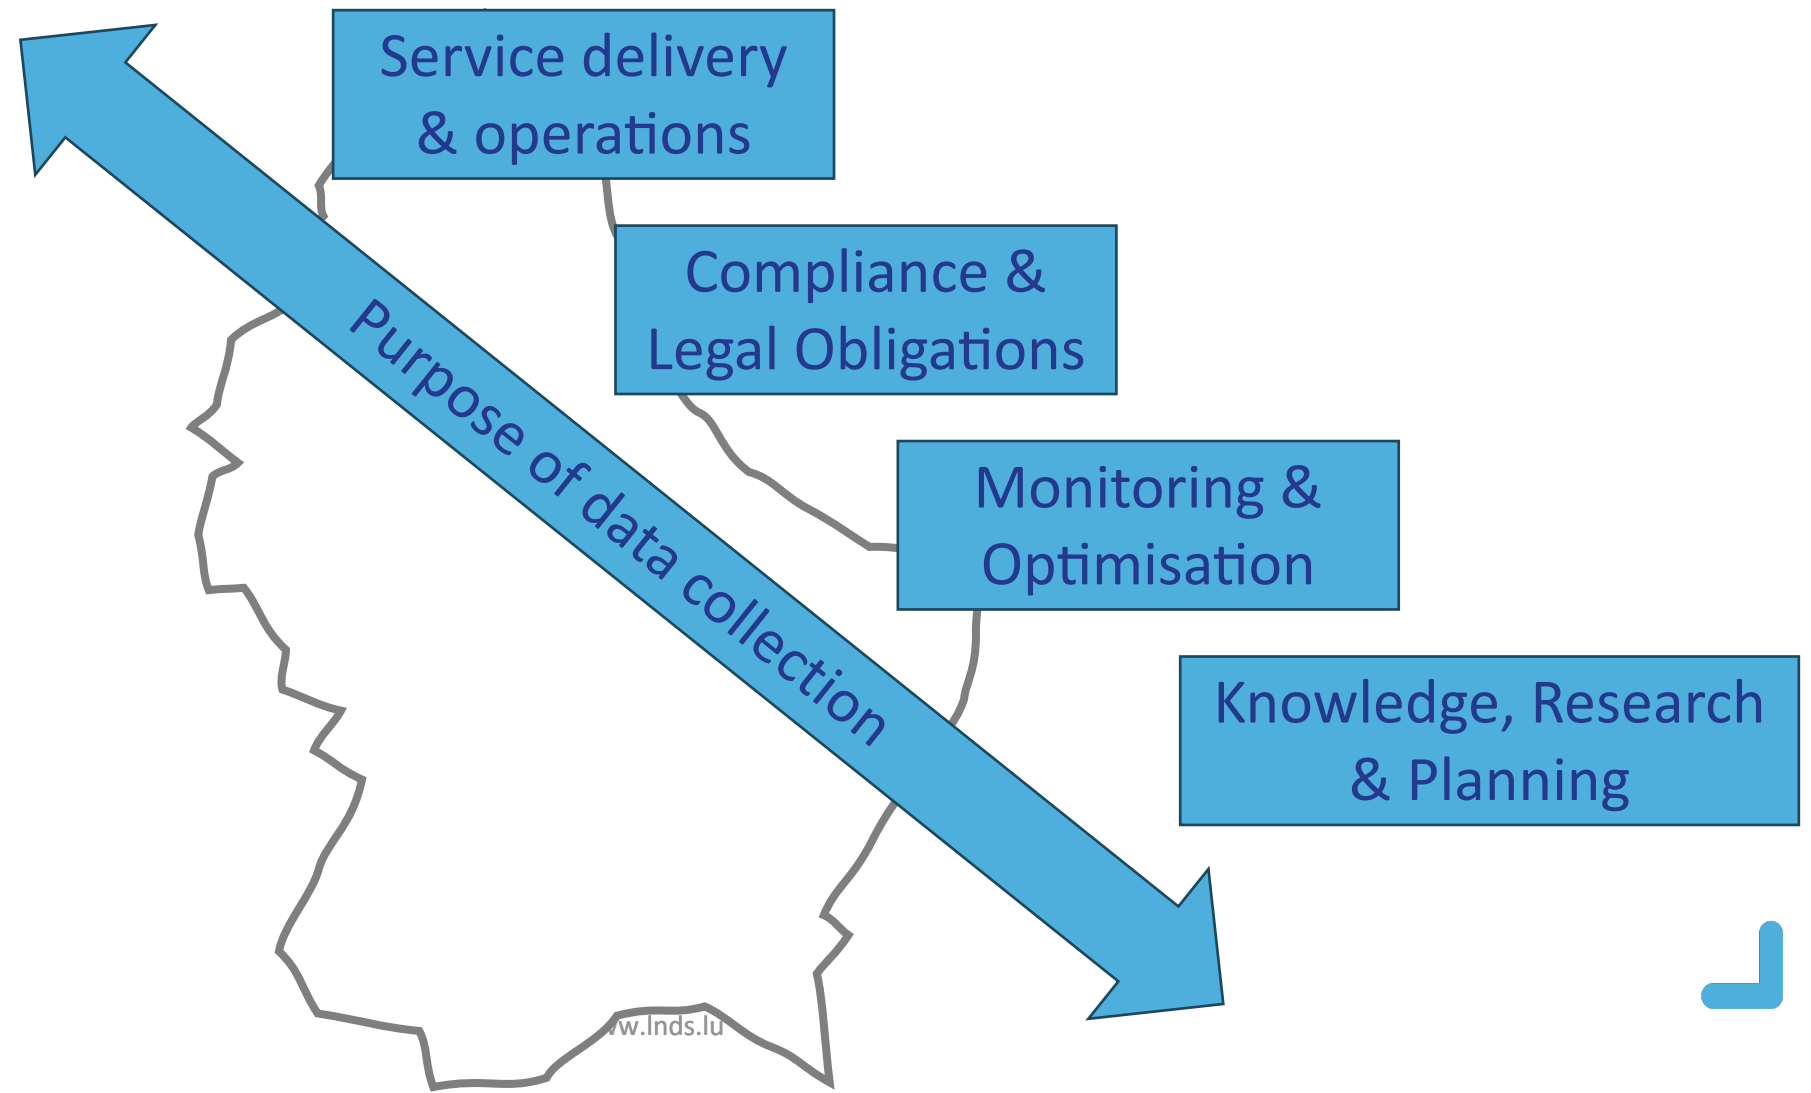 Service delivery
& operations
Compliance &
Legal Obligations
Purpose of data collection
Monitoring &
Optimisation
Knowledge, Research
& Planning
w.lnds.lu